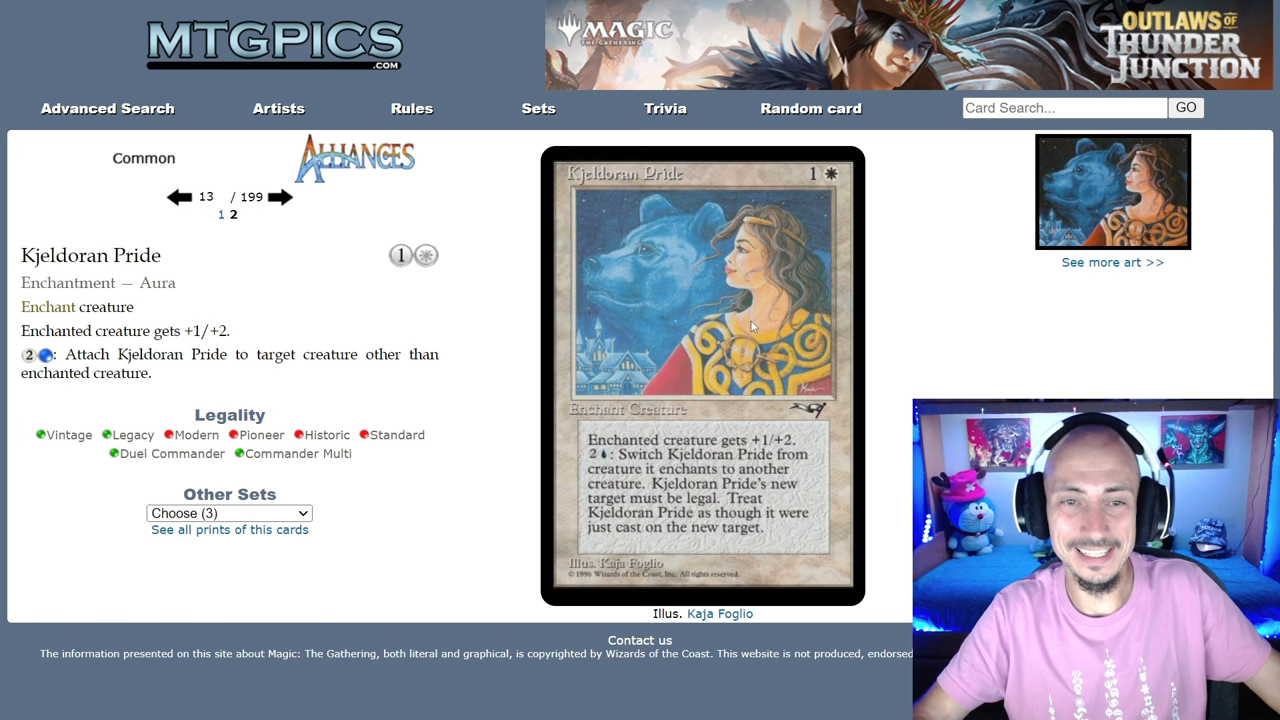 MTGPICS
.COM
MAGIC
THE GATHERING
OUTLAWS OF
THUNDER
JUNCTION
Advanced Search
Artists
Rules
Sets
Trivia
Random card
Card Search...
GO
Common
ALLIANCES
13 / 199
1 2
Kjeldoran Pride
1
Enchantment — Aura
Enchant creature
Enchanted creature gets +1/+2.
2 : Attach Kjeldoran Pride to target creature other than
enchanted creature.
Legality
Vintage Legacy Modern Pioneer Historic Standard
Duel Commander Commander Multi
Other Sets
Choose (3)
See all prints of this cards
Kjeldoran Pride 1
Kaja
Enchant Creature
Enchanted creature gets +1/+2.
2 : Switch Kjeldoran Pride from
creature it enchants to another
creature. Kjeldoran Pride's new
target must be legal. Treat
Kjeldoran Pride as though it were
just cast on the new target.
Illus. Kaja Foglio
© 1996 Wizards of the Coast, Inc. All rights reserved.
Illus. Kaja Foglio
See more art >>
Contact us
The information presented on this site about Magic: The Gathering, both literal and graphical, is copyrighted by Wizards of the Coast. This website is not produced, endorsed